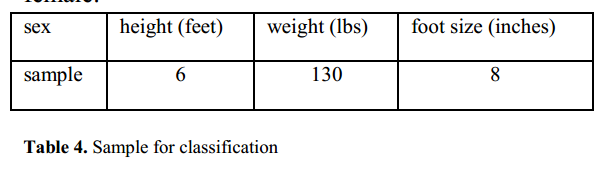 sex height (feet) weight (lbs) foot size (inches)
sample 6 130 8
Table 4. Sample for classification